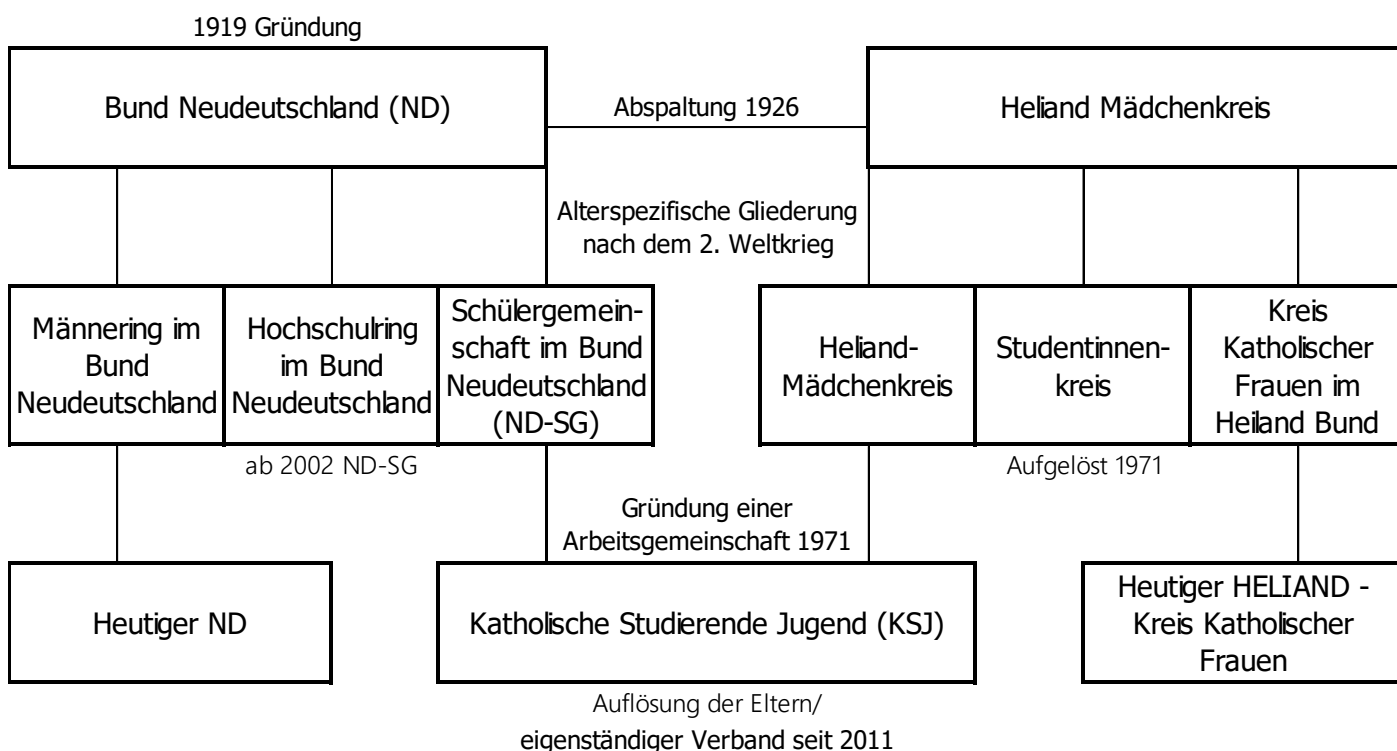 1919 Gründung
Bund Neudeutschland (ND)
Abspaltung 1926
Heliand Mädchenkreis
Alterspezifische Gliederung
nach dem 2. Weltkrieg
Männering im
Bund
Neudeutschland
Hochschulring
im Bund
Neudeutschland
Schülergemein-
schaft im Bund
Neudeutschland
(ND-SG)
Heliand-
Mädchenkreis
Studentinnen-
kreis
Kreis
Katholischer
Frauen im
Heiland Bund
ab 2002 ND-SG
Aufgelöst 1971
Gründung einer
Arbeitsgemeinschaft 1971
Heutiger ND
Katholische Studierende Jugend (KSJ)
Heutiger HELIAND -
Kreis Katholischer
Frauen
Auflösung der Eltern/
eigenständiger Verband seit 2011